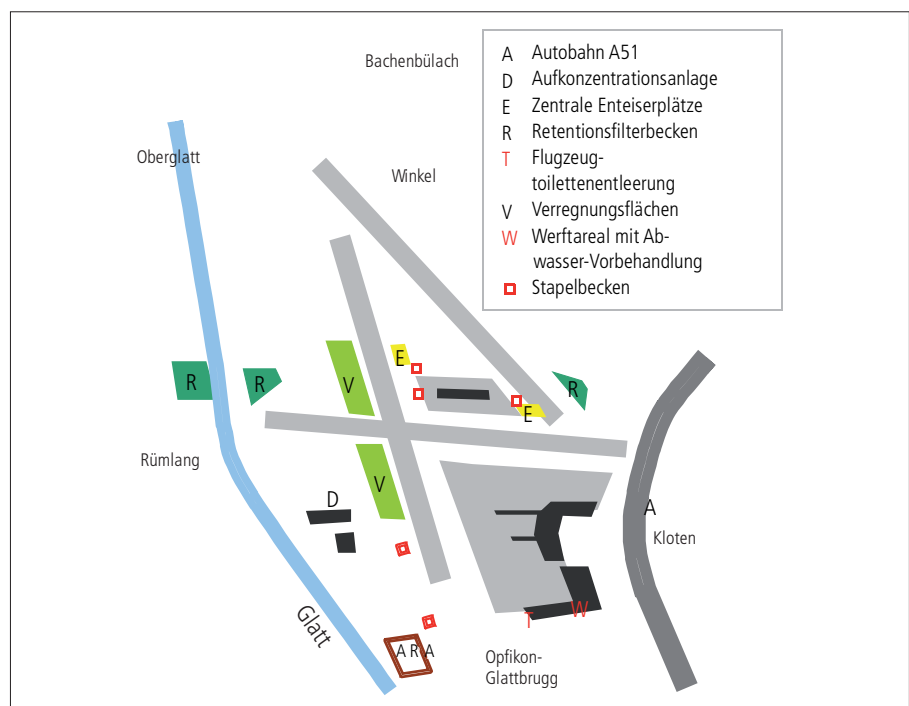 Bachenbülach
A Autobahn A51
D Aufkonzentrationsanlage
E Zentrale Enteiserplätze
R Retentionsfilterbecken
T Flugzeug-
toilettenentleerung
V Verregnungsflächen
W Werftareal mit Ab-
wasser-Vorbehandlung
Stapelbecken
Oberglatt
Winkel
E
R
R
V
R
E
Rümlang
V
D
A
Kloten
Glatt
T
W
A R A
Opfikon-
Glattbrugg